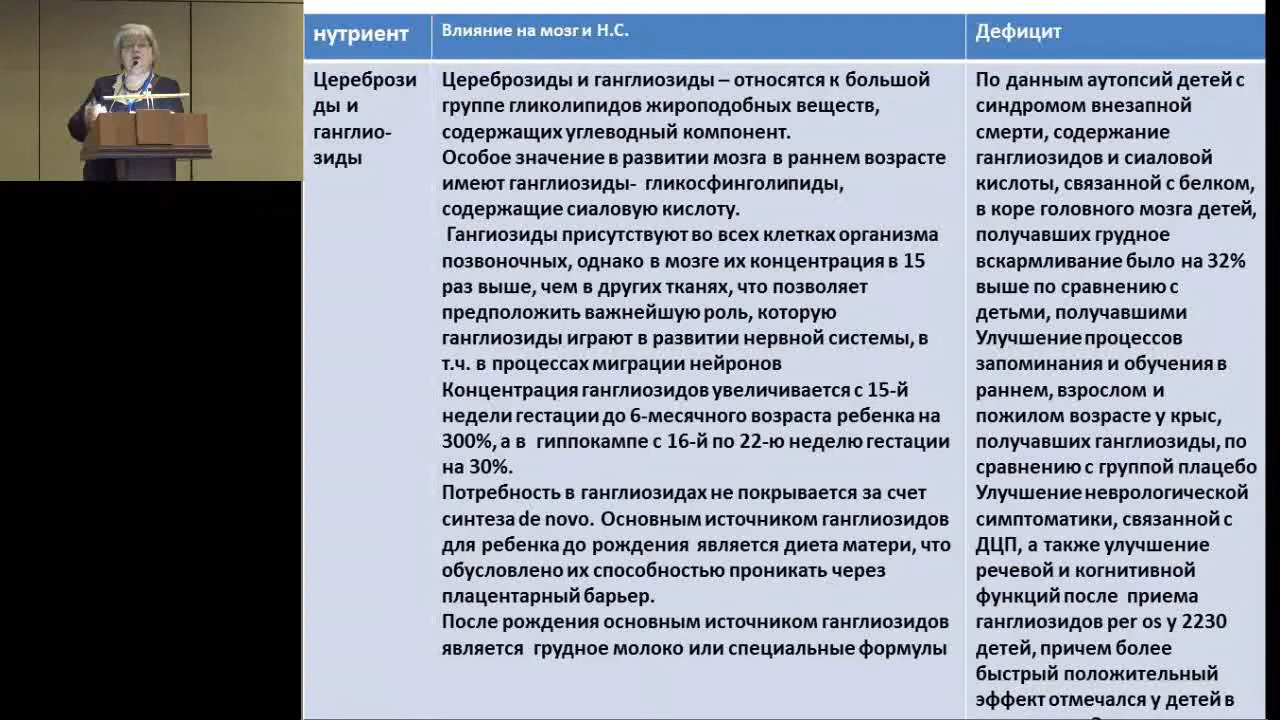 нутриент
Влияние на мозг и Н.С.
Дефицит
Церебрози
ды и
ганглио-
зиды
Цереброзиды и ганглиозиды – относятся к большой
группе гликолипидов жироподобных веществ,
содержащих углеводный компонент.
Особое значение в развитии мозга в раннем возрасте
имеют ганглиозиды- гликосфинголипиды,
содержащие сиаловую кислоту.
Гангиозиды присутствуют во всех клетках организма
позвоночных, однако в мозге их концентрация в 15
раз выше, чем в других тканях, что позволяет
предположить важнейшую роль, которую
ганглиозиды играют в развитии нервной системы, в
т.ч. в процессах миграции нейронов
Концентрация ганглиозидов увеличивается с 15-й
недели гестации до 6-месячного возраста ребенка на
300%, а в гиппокампе с 16-й по 22-ю неделю гестации
на 30%.
Потребность в ганглиозидах не покрывается за счет
синтеза de novo. Основным источником ганглиозидов
для ребенка до рождения является диета матери, что
обусловлено их способностью проникать через
плацентарный барьер.
После рождения основным источником ганглиозидов
является грудное молоко или специальные формулы
По данным аутопсий детей с
синдромом внезапной
смерти, содержание
ганглиозидов и сиаловой
кислоты, связанной с белком,
в коре головного мозга детей,
получавших грудное
вскармливание было на 32%
выше по сравнению с
детьми, получавшими
Улучшение процессов
запоминания и обучения в
раннем, взрослом и
пожилом возрасте у крыс,
получавших ганглиозиды, по
сравнению с группой плацебо
Улучшение неврологической
симптоматики, связанной с
ДЦП, а также улучшение
речевой и когнитивной
функций после приема
ганглиозидов per os у 2230
детей, причем более
быстрый положительный
эффект отмечался у детей в